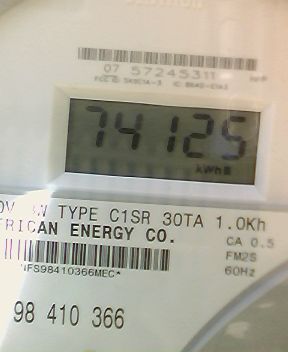 07 57245311
74125
kWh
TYPE C1SR 30TA 1.0Kh
TRICAN ENERGY CO.
CA 0.5
FM2S
60Hz
NFS98410366MEC*
98 410 366